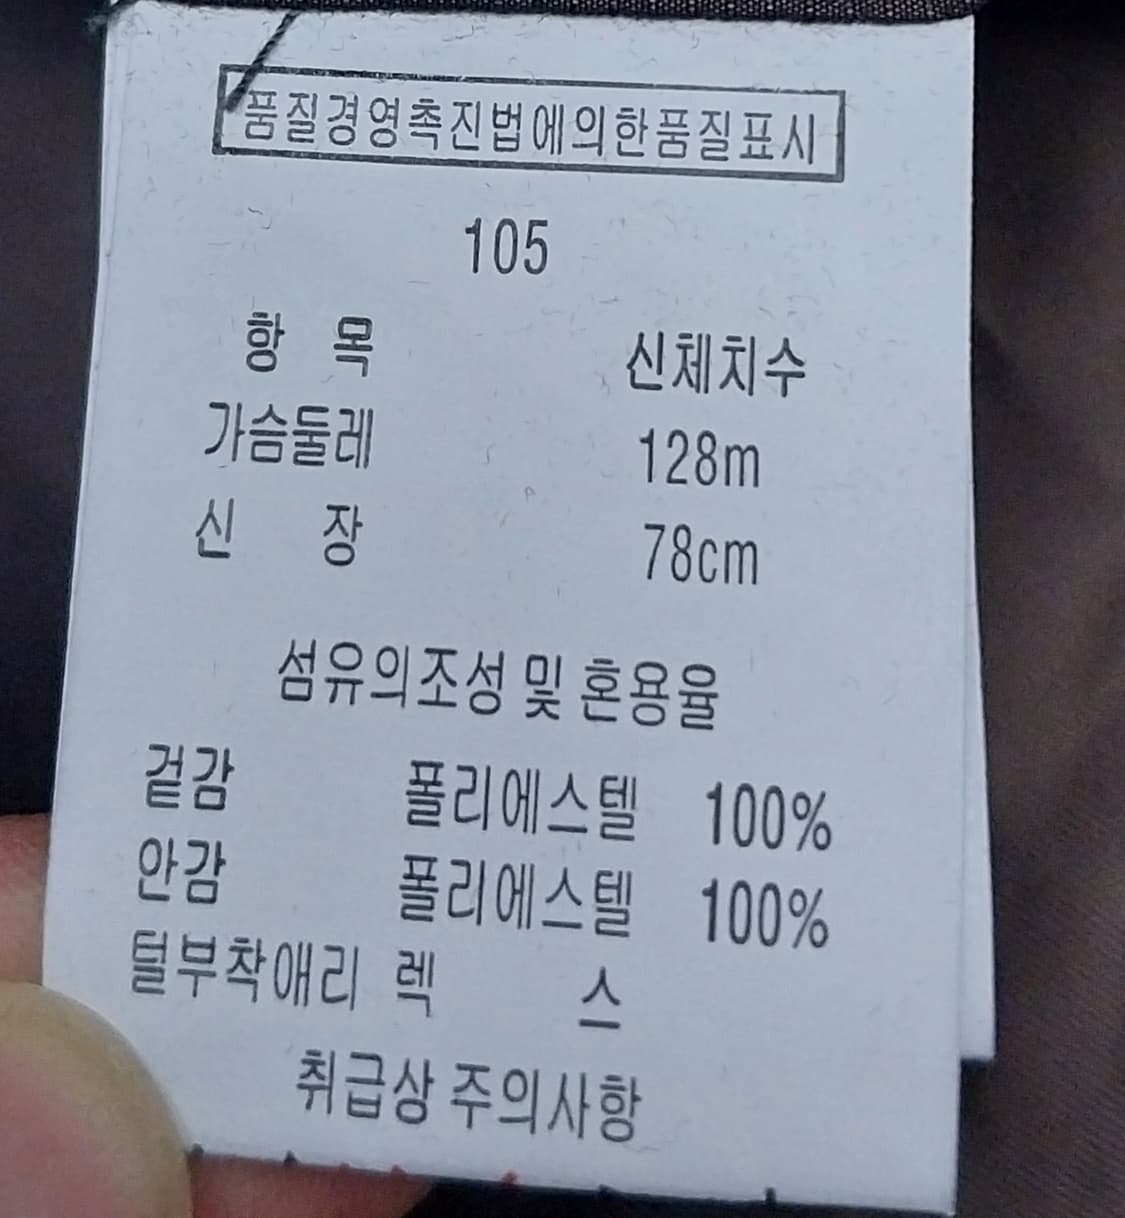 품질경영촉진법에의한품질표시
105
항 목 신체치수
가슴둘레 128m
신 장 78cm
섬유의조성 및 혼용율
겉감 폴리에스텔 100%
안감 폴리에스텔 100%
털부착애리 렉 스
취급상 주의사항